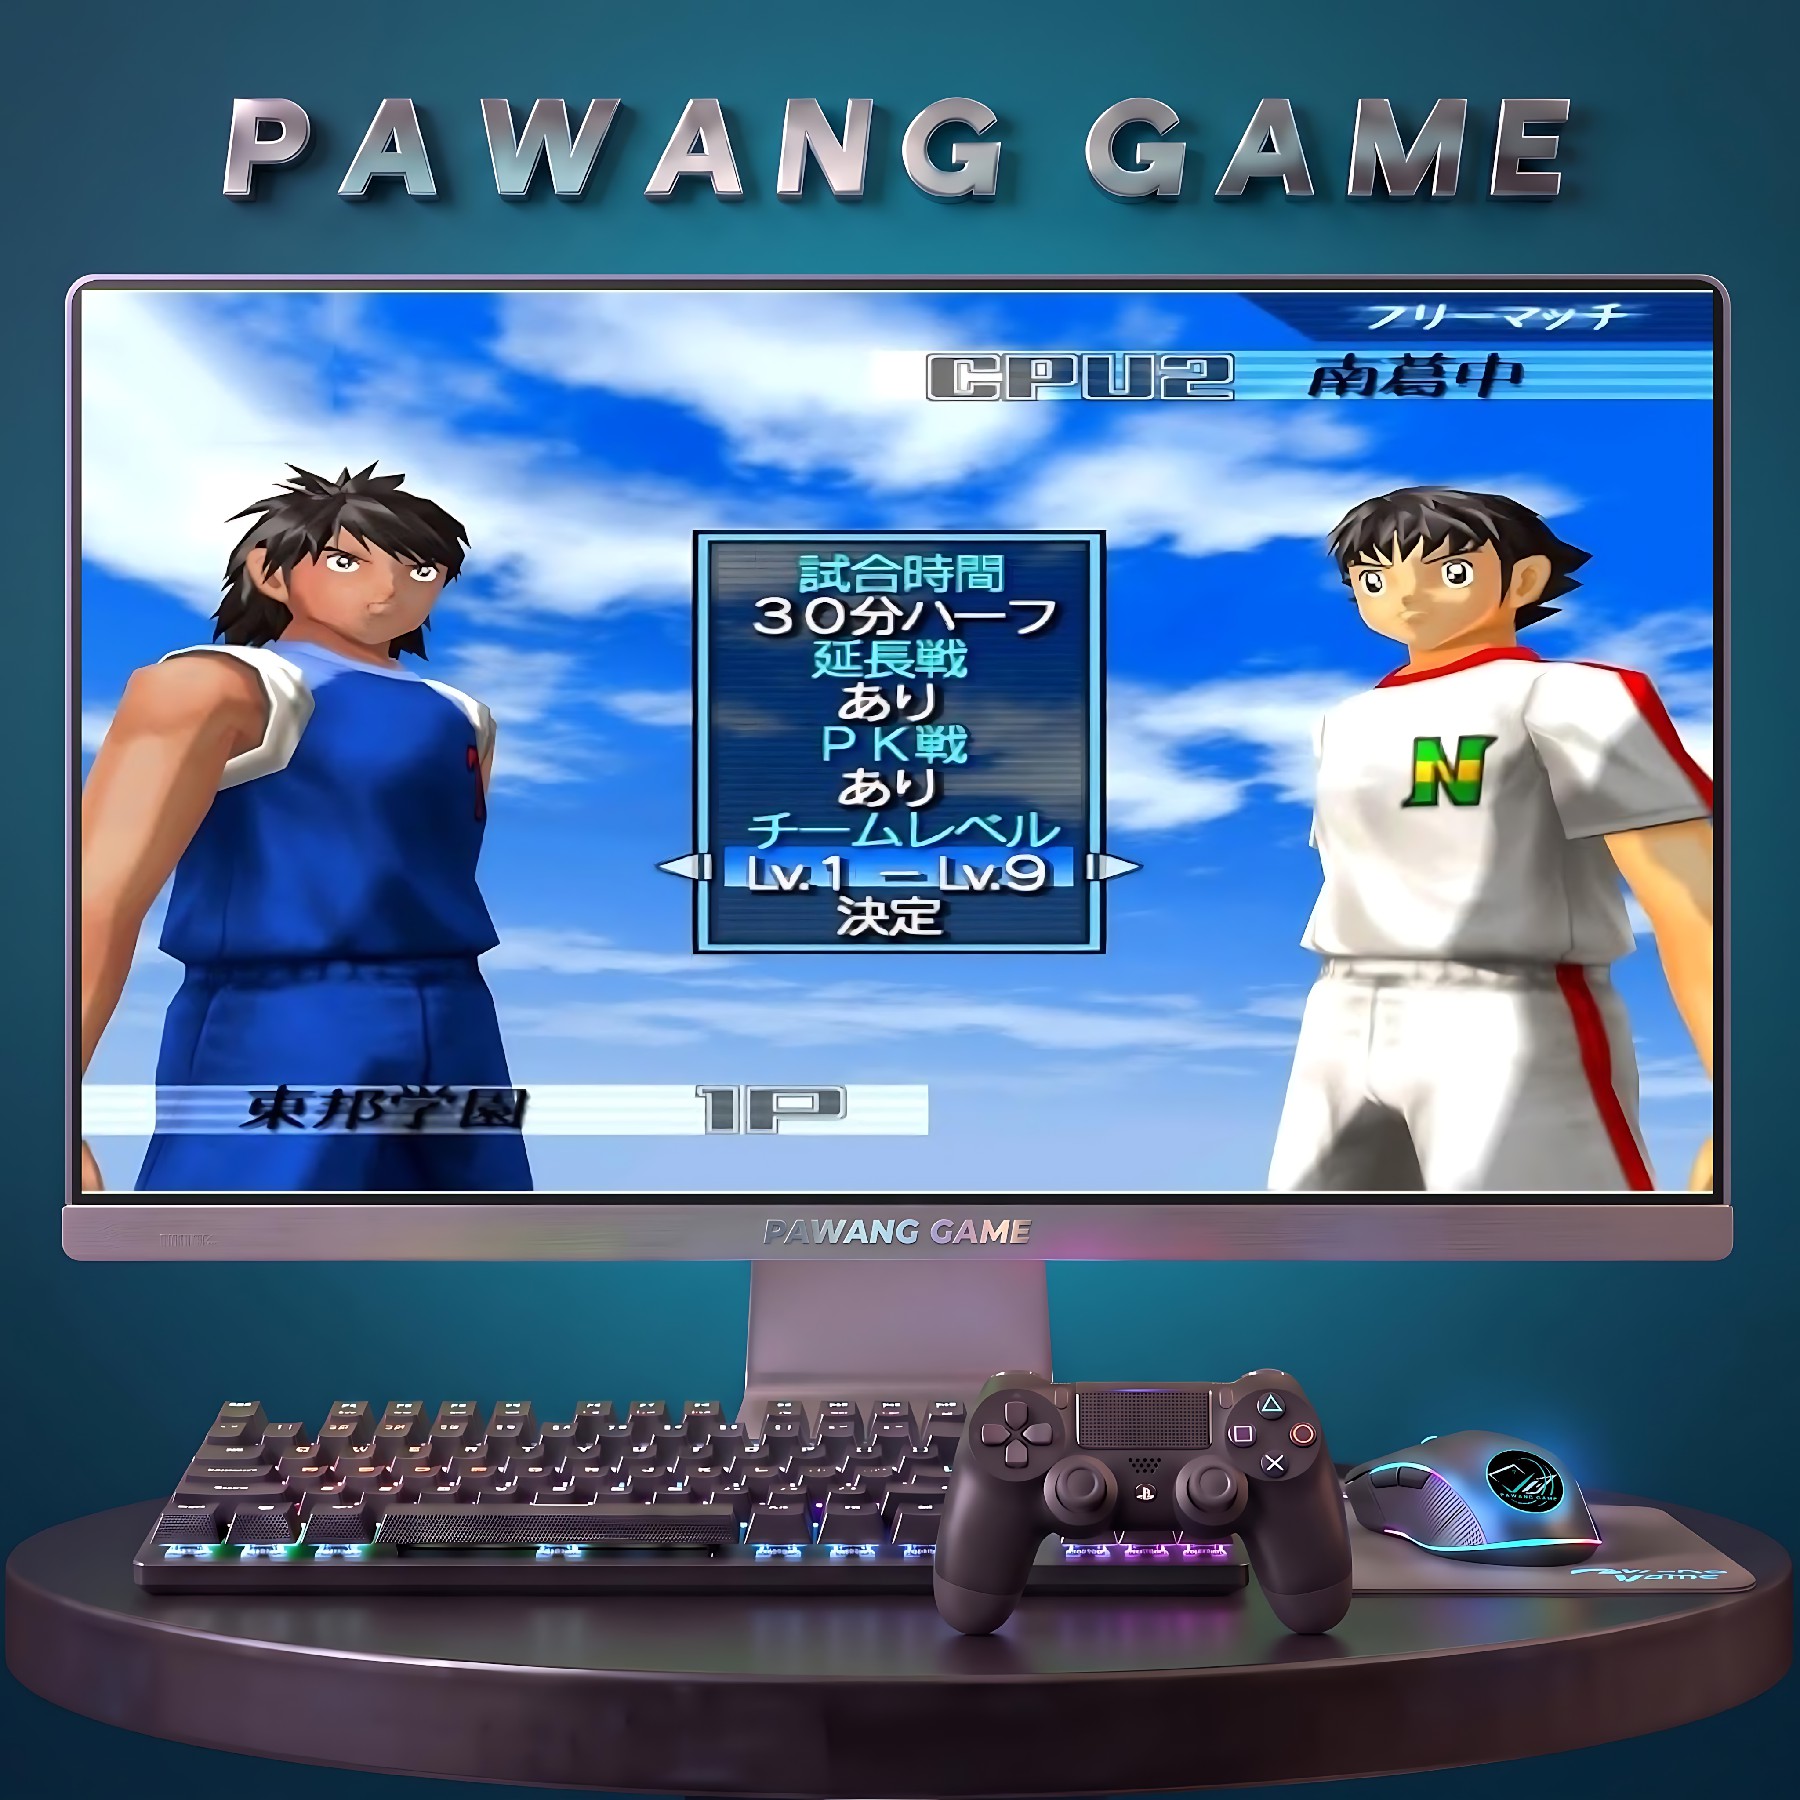 PAWANG GAME
フリーマッチ
CPU2 南葛中
試合時間
30分ハーフ
延長戦
あり
PK戦
あり
チームレベル
Lv.1 － Lv.9
決定
東邦学園 1P
N
PAWANG GAME
PAWANG GAME